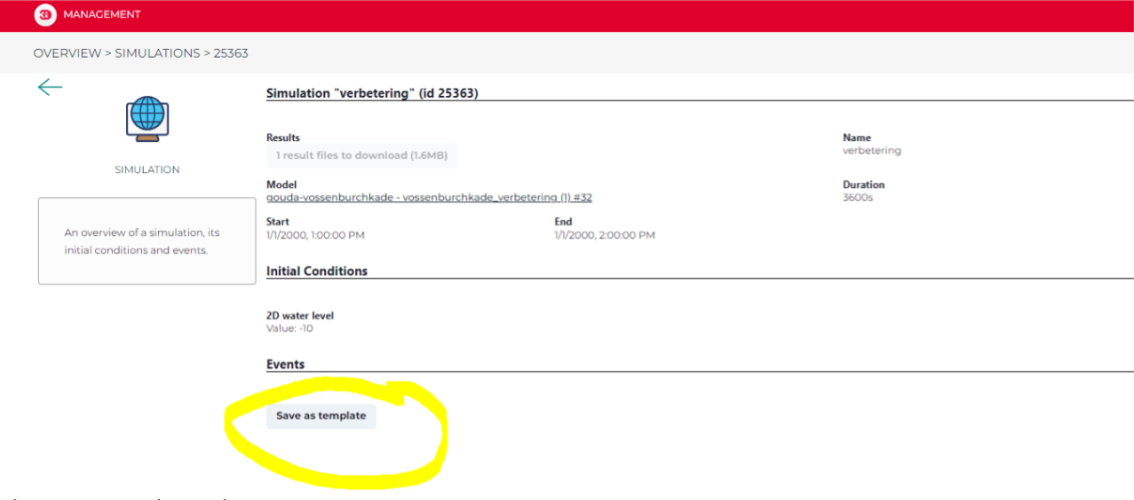 MANAGEMENT
OVERVIEW > SIMULATIONS > 25363
SIMULATION
An overview of a simulation, its
initial conditions and events.
Simulation "verbetering" (id 25363)
Results
1 result files to download (1.6MB)
Name
verbetering
Model
gouda-vossenburchkade - vossenburchkade_verbetering (1) #32
Duration
3600s
Start
1/1/2000, 1:00:00 PM
End
1/1/2000, 2:00:00 PM
Initial Conditions
2D water level
Value: -10
Events
Save as template